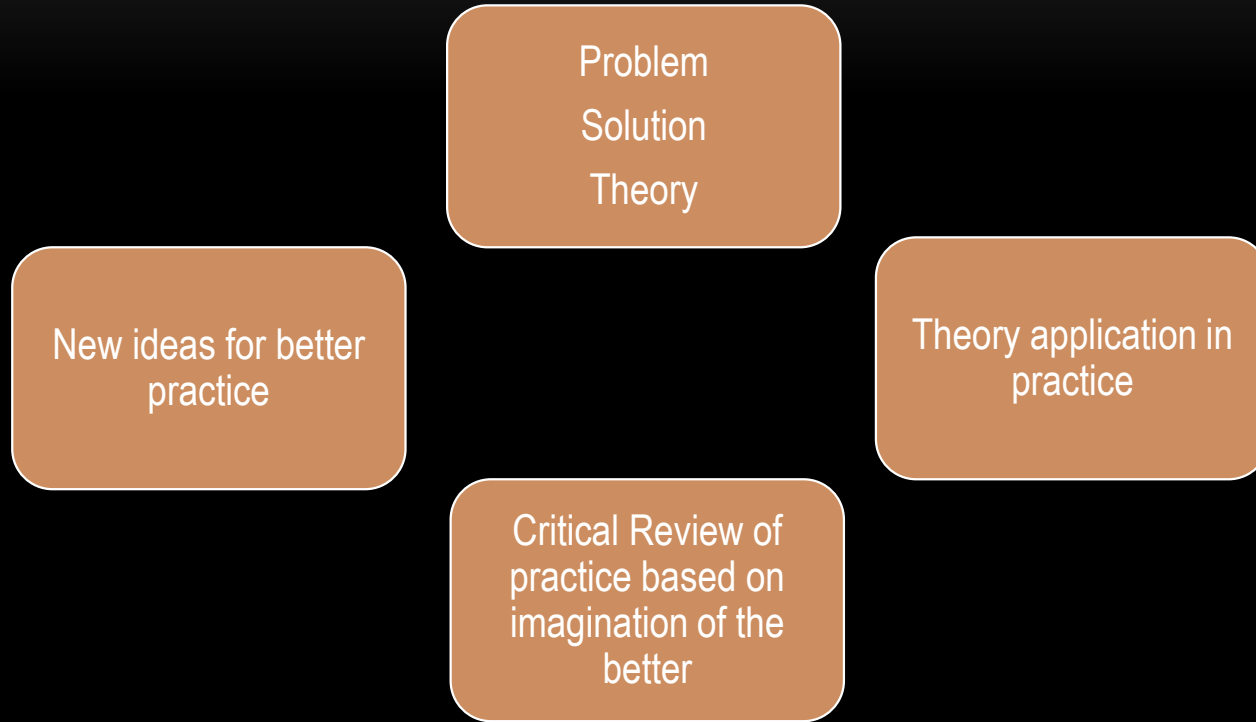 Problem
Solution
Theory
New ideas for better
practice
Theory application in
practice
Critical Review of
practice based on
imagination of the
better